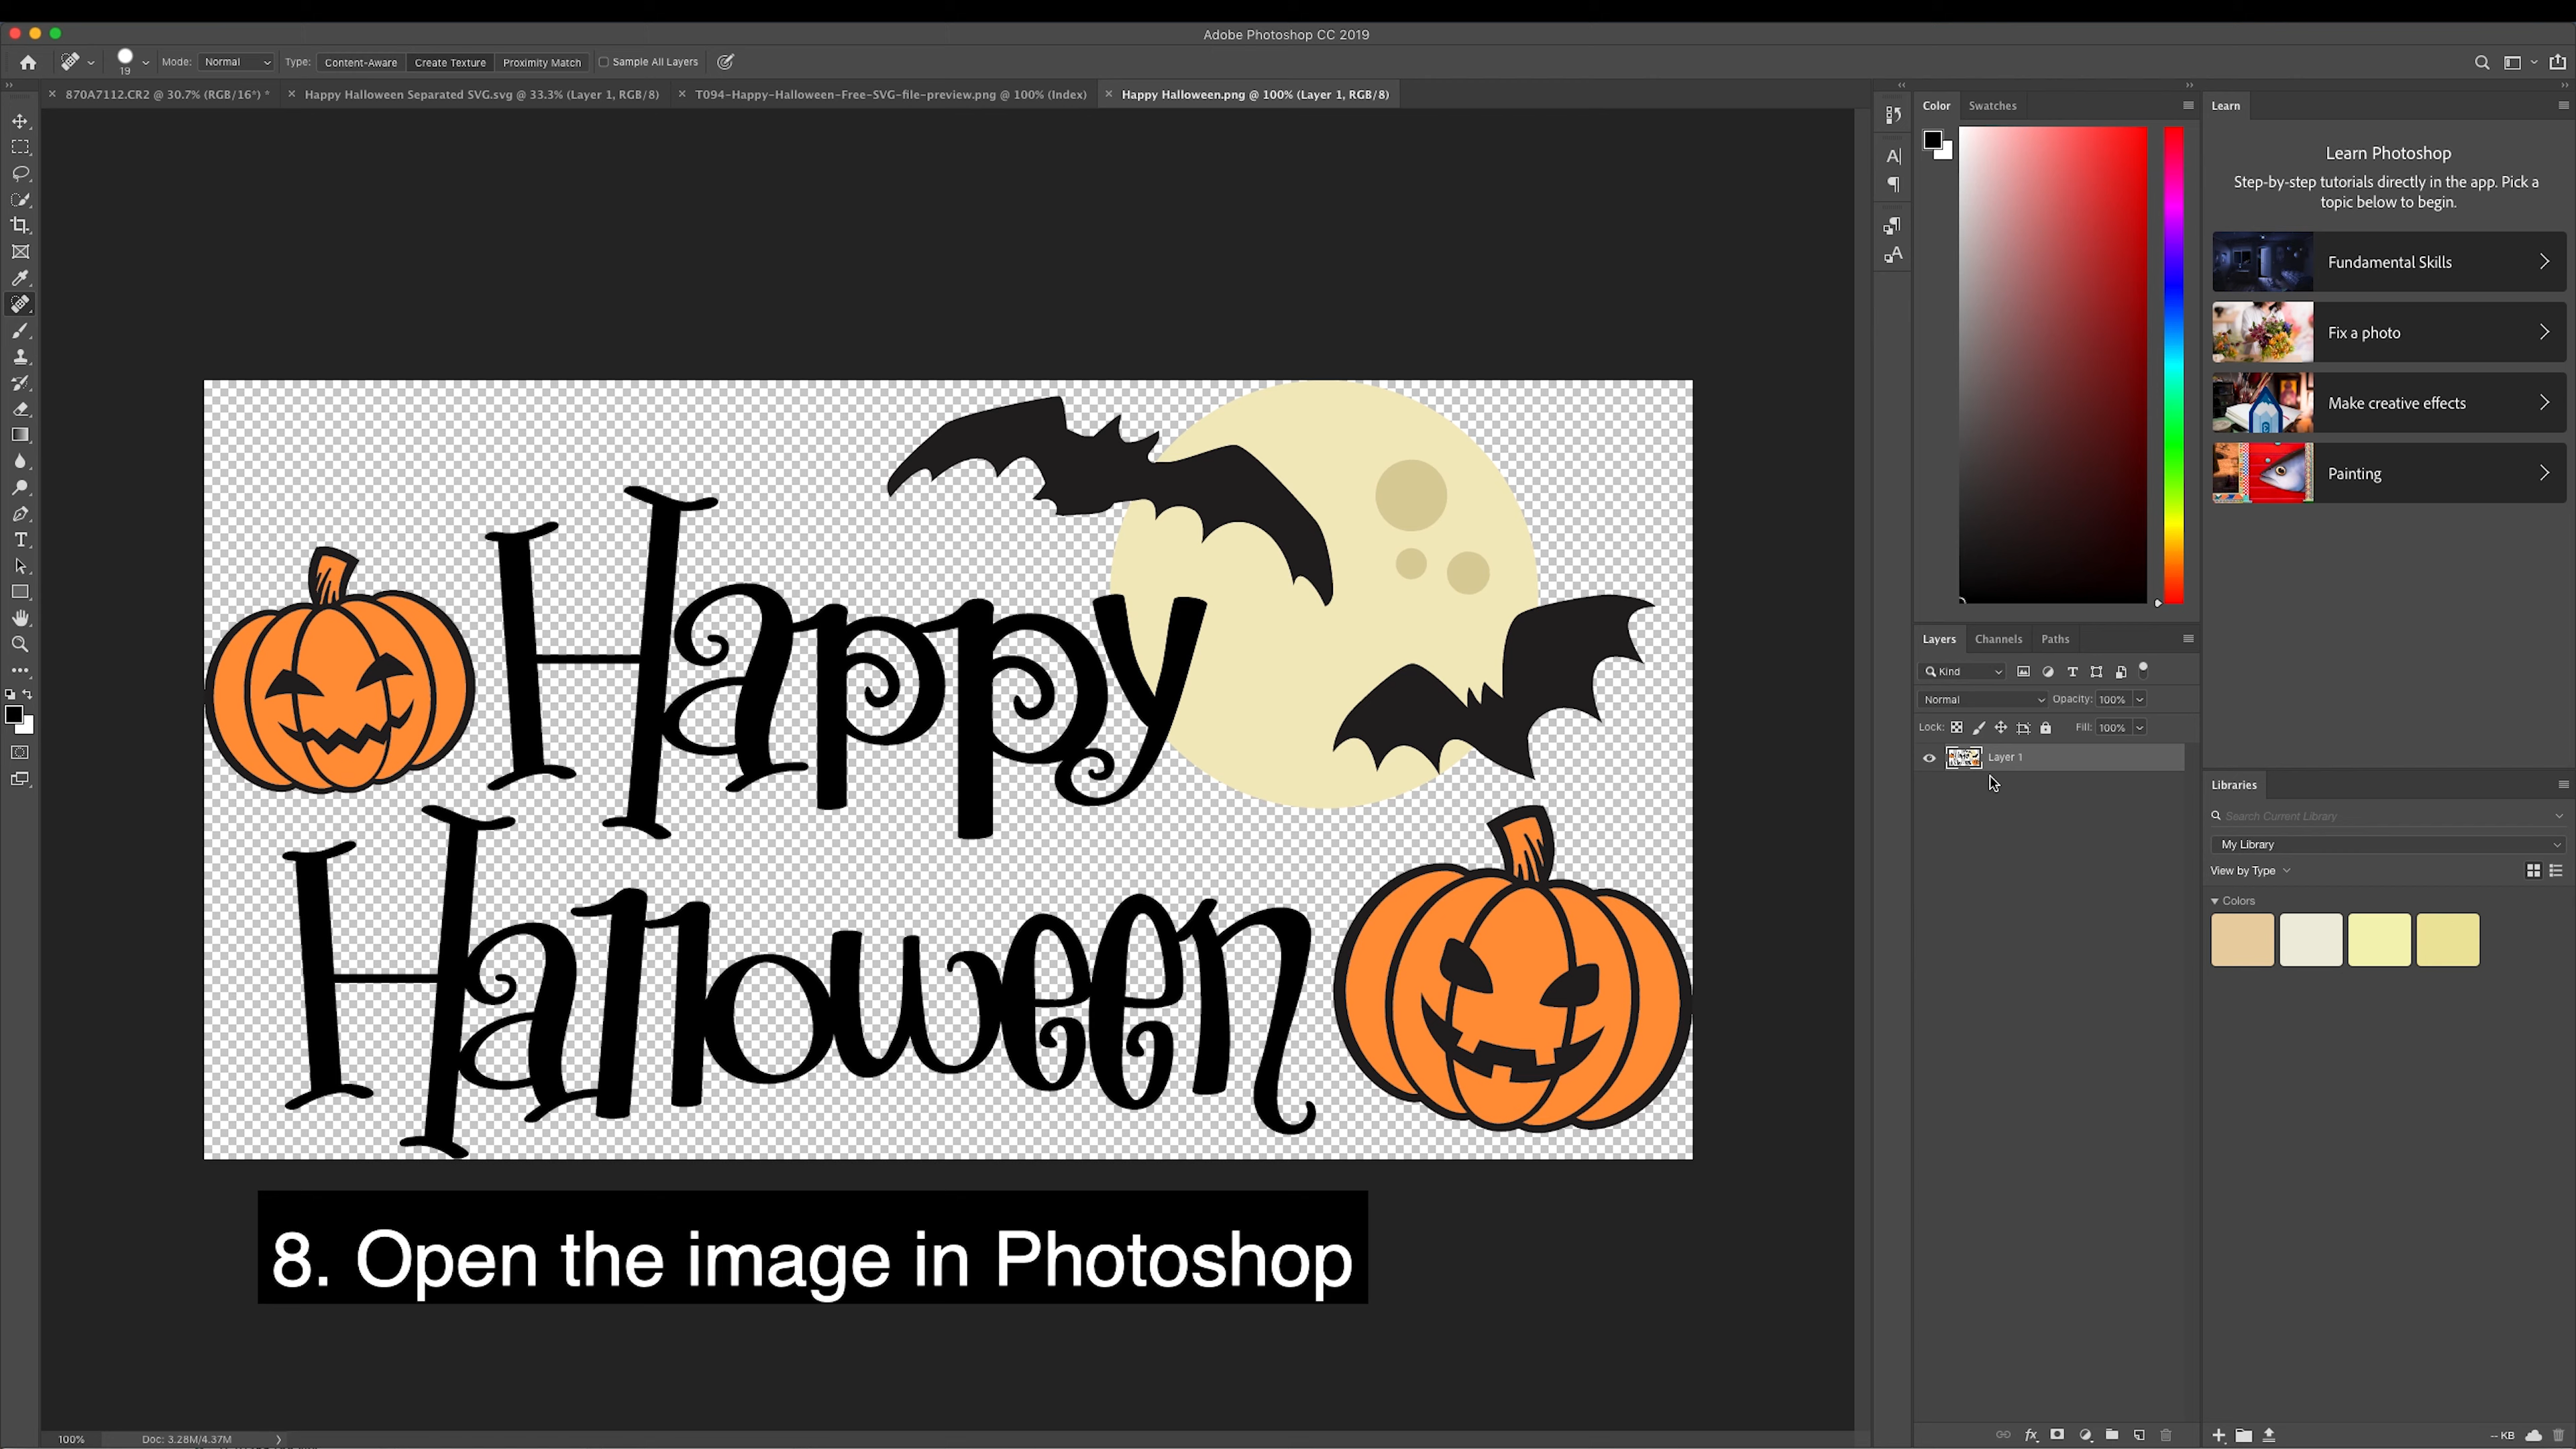 Adobe Photoshop CC 2019
19
Mode: Normal
Type: Content-Aware Create Texture Proximity Match
Sample All Layers
870A7112.CR2 @ 30.7% (RGB/16*) *
Happy Halloween Separated SVG.svg @ 33.3% (Layer 1, RGB/8)
T094-Happy-Halloween-Free-SVG-file-preview.png @ 100% (Index)
Happy Halloween.png @ 100% (Layer 1, RGB/8)
Happy
Halloween
8. Open the image in Photoshop
100% Doc: 3.28M/4.37M
Color Swatches
Layers Channels Paths
Kind
Normal Opacity: 100%
Lock: Fill: 100%
Layer 1
Learn
Learn Photoshop
Step-by-step tutorials directly in the app. Pick a
topic below to begin.
Fundamental Skills
Fix a photo
Make creative effects
Painting
Libraries
Search Current Library
My Library
View by Type
Colors
-- KB